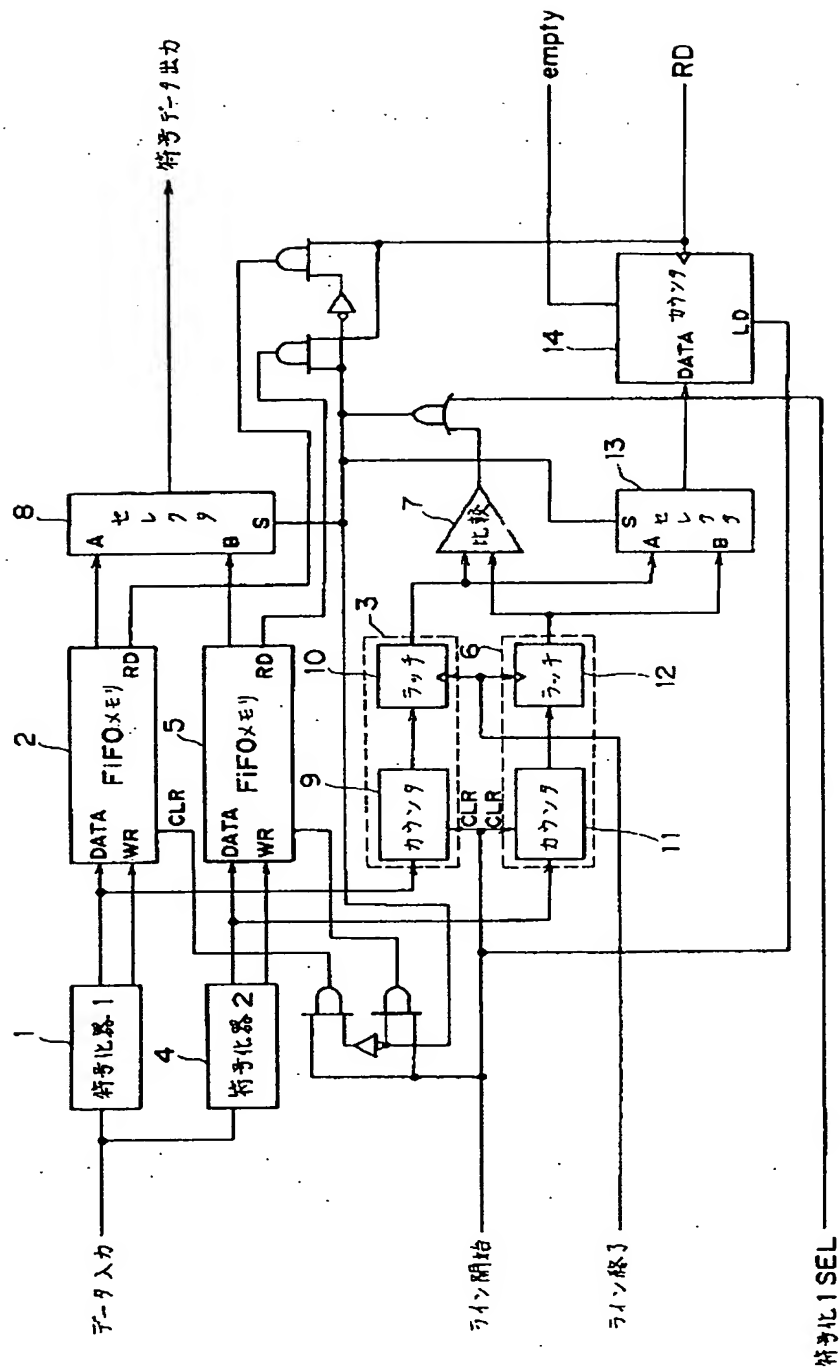 データ入力
1
符号化器 1
4
符号化器 2
2
DATA
WR
FiFOメモリ
RD
CLR
5
DATA
WR
FiFOメモリ
RD
8
A
B
セレクタ
S
符号データ出力
3
9
カウンタ
10
ラッチ
CLR
CLR
6
11
カウンタ
12
ラッチ
7
比較
13
S
A
B
セレクタ
14
DATA
カウンタ
LD
empty
RD
ライン開始
ライン終了
符号化 1 SEL